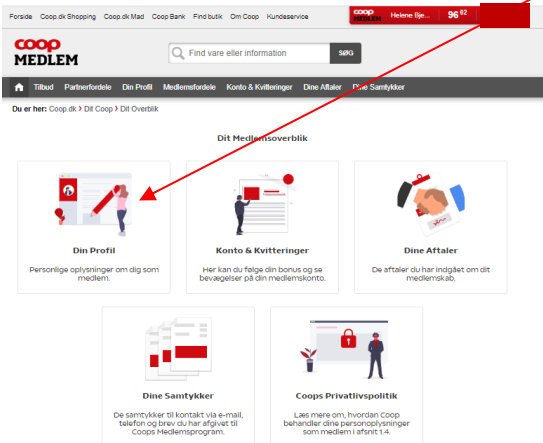 Forside Coop.dk Shopping Coop.dk Mad Coop Bank Find butik Om Coop Kundeservice
coop MEDLEM Helene Bje... 96 02
coop
MEDLEM
Find vare eller information SØG
Tilbud Partnerfordele Din Profil Medlemsfordele Konto & Kvitteringer Dine Aftaler Dine Samtykker
Du er her: Coop.dk › Dit Coop › Dit Overblik
Dit Medlemsoverblik
Din Profil
Personlige oplysninger om dig som
medlem.
Konto & Kvitteringer
Her kan du følge din bonus og se
bevægelser på din medlemskonto.
Dine Aftaler
De aftaler du har indgået om dit
medlemskab.
Dine Samtykker
De samtykker til kontakt via e-mail,
telefon og brev du har afgivet til
Coops Medlemsprogram.
Coops Privatlivspolitik
Læs mere om, hvordan Coop
behandler dine personoplysninger
som medlem i afsnit 1.4.